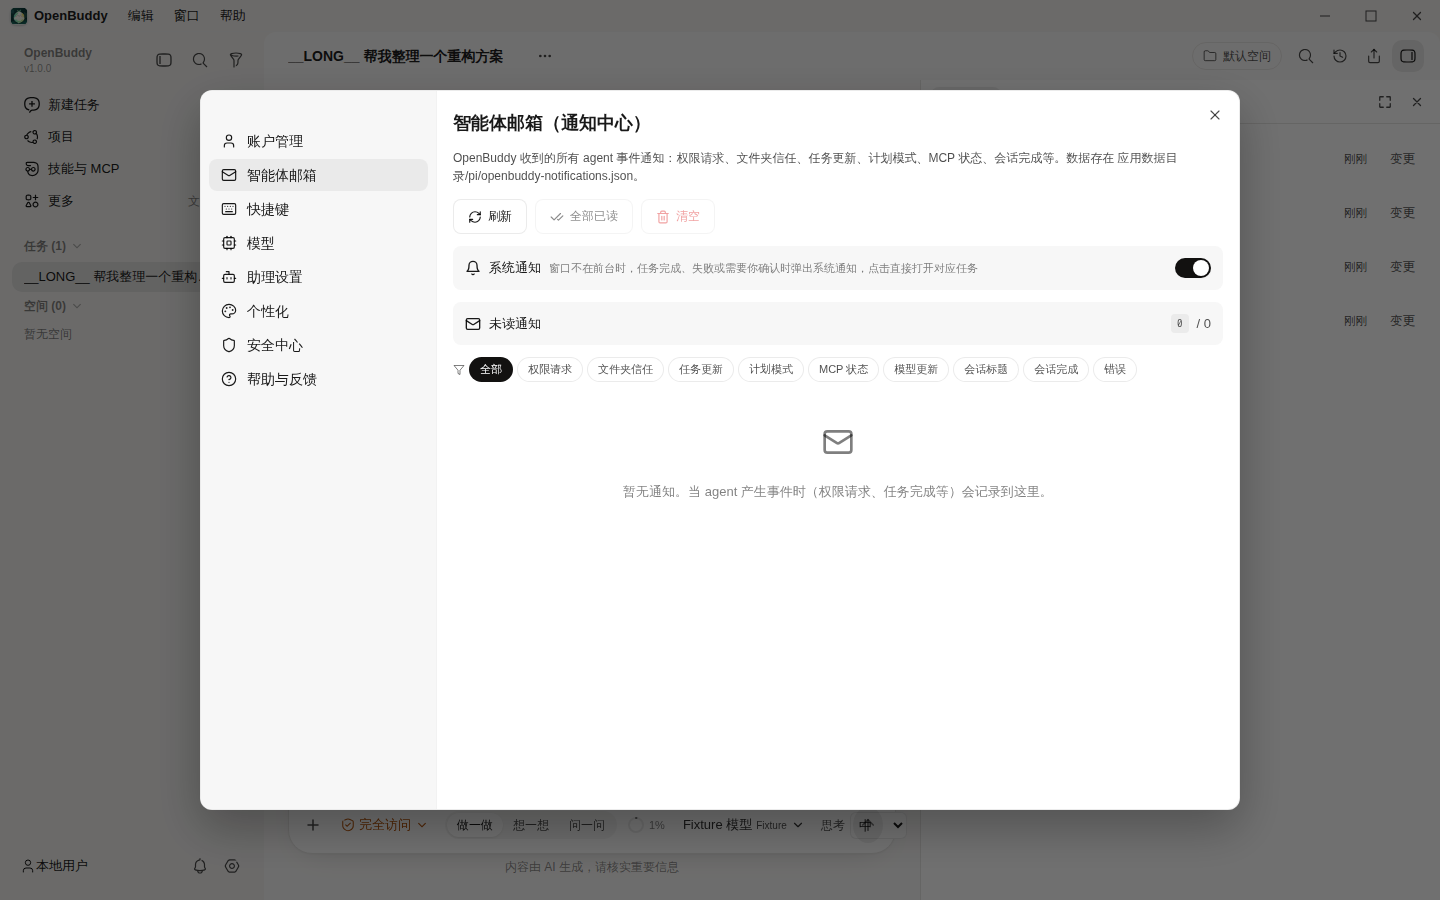 OpenBuddy 编辑 窗口 帮助
OpenBuddy
v1.0.0
__LONG__ 帮我整理一个重构方案
默认空间
新建任务
项目
技能与 MCP
更多
任务 (1)
__LONG__ 帮我整理一个重构
空间 (0)
暂无空间
本地用户
账户管理
智能体邮箱
快捷键
模型
助理设置
个性化
安全中心
帮助与反馈
智能体邮箱（通知中心）
OpenBuddy 收到的所有 agent 事件通知：权限请求、文件夹信任、任务更新、计划模式、MCP 状态、会话完成等。数据存在 应用数据目
录/pi/openbuddy-notifications.json。
刷新 全部已读 清空
系统通知 窗口不在前台时，任务完成、失败或需要你确认时弹出系统通知，点击直接打开对应任务
未读通知 0 / 0
全部 权限请求 文件夹信任 任务更新 计划模式 MCP 状态 模型更新 会话标题 会话完成 错误
暂无通知。当 agent 产生事件时（权限请求、任务完成等）会记录到这里。
刚刚 变更
刚刚 变更
刚刚 变更
刚刚 变更
完全访问 做一做 想一想 问一问 1% Fixture 模型 Fixture 思考 中
内容由 AI 生成，请核实重要信息